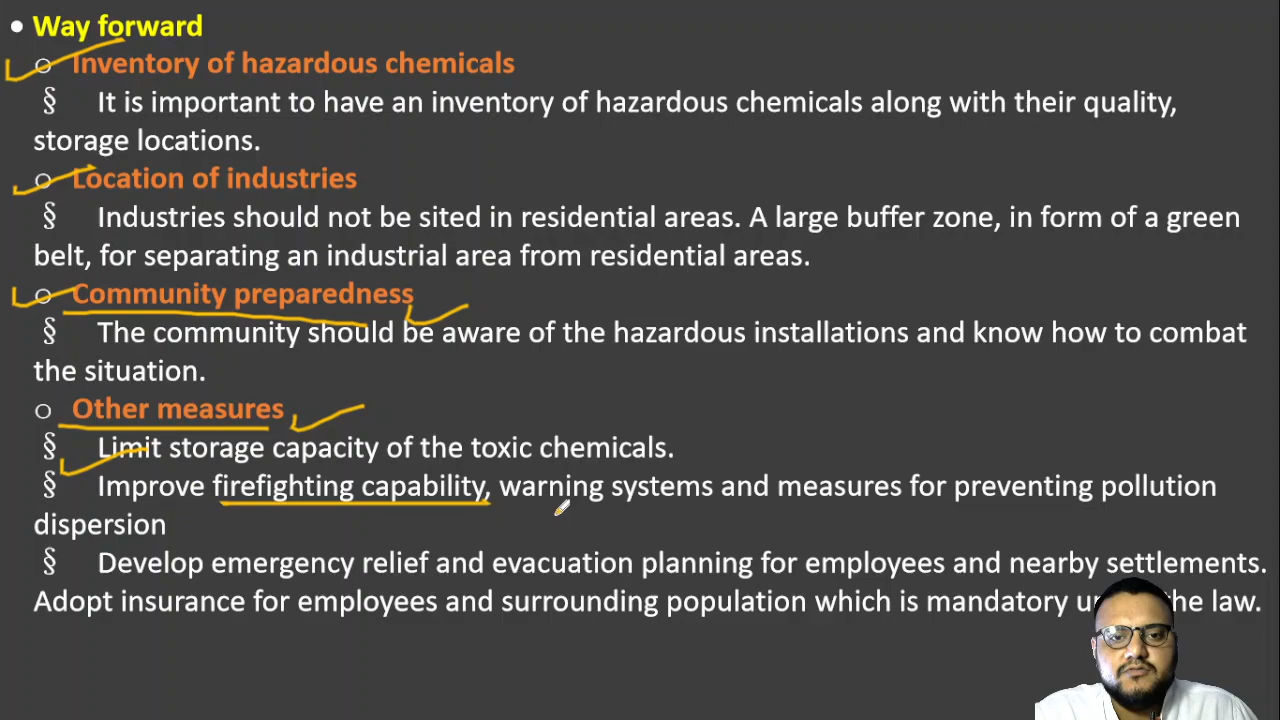 • Way forward
o Inventory of hazardous chemicals
§ It is important to have an inventory of hazardous chemicals along with their quality,
storage locations.
o Location of industries
§ Industries should not be sited in residential areas. A large buffer zone, in form of a green
belt, for separating an industrial area from residential areas.
o Community preparedness
§ The community should be aware of the hazardous installations and know how to combat
the situation.
o Other measures
§ Limit storage capacity of the toxic chemicals.
§ Improve firefighting capability, warning systems and measures for preventing pollution
dispersion
§ Develop emergency relief and evacuation planning for employees and nearby settlements.
Adopt insurance for employees and surrounding population which is mandatory the law.